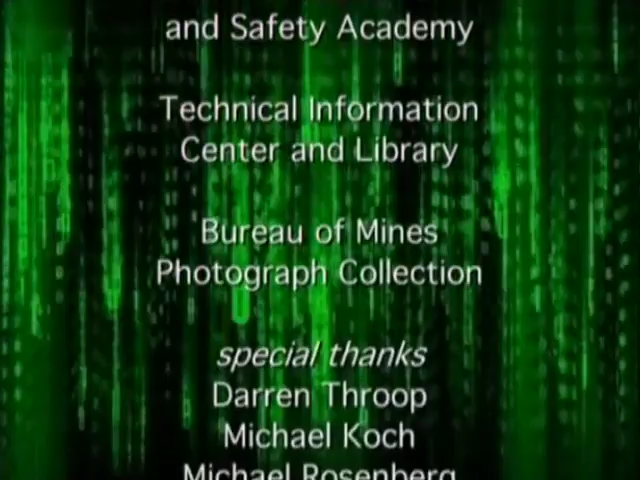 and Safety Academy
Technical Information
Center and Library
Bureau of Mines
Photograph Collection
special thanks
Darren Throop
Michael Koch
Michael Rosenberg